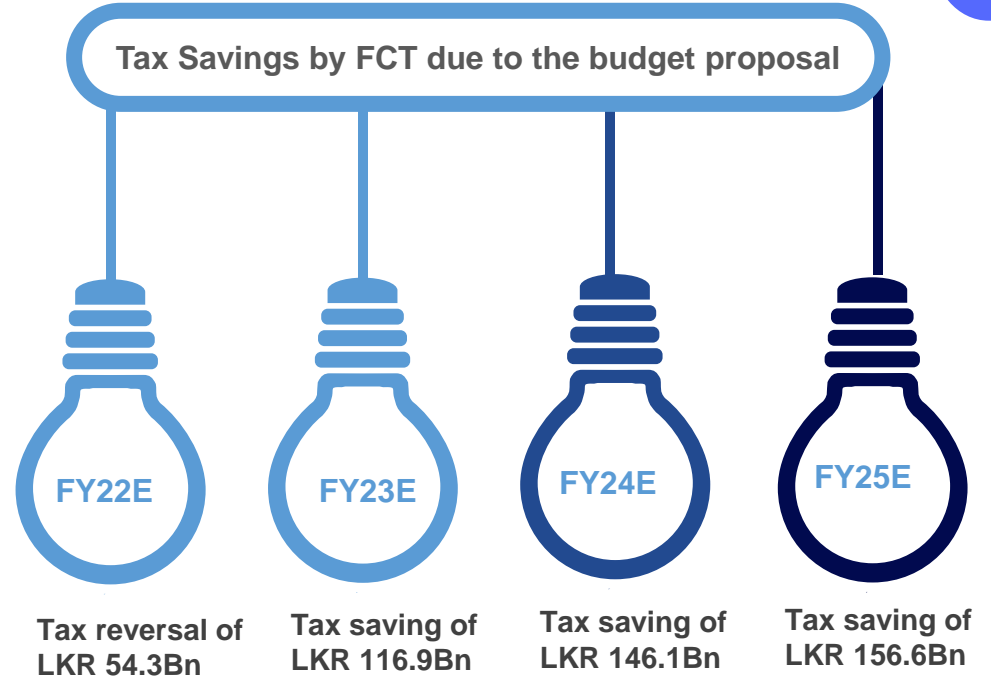 Tax Savings by FCT due to the budget proposal
FY22E
FY23E
FY24E
FY25E
Tax reversal of
LKR 54.3Bn
Tax saving of
LKR 116.9Bn
Tax saving of
LKR 146.1Bn
Tax saving of
LKR 156.6Bn